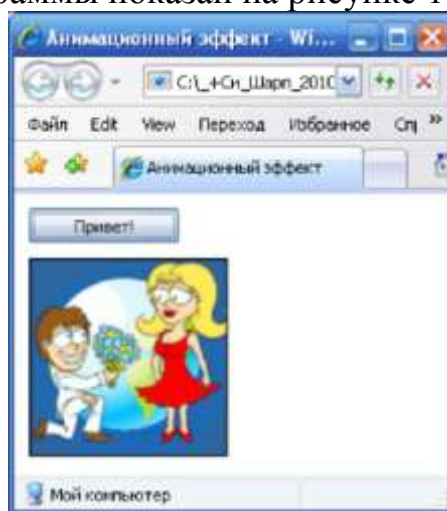 раммы показан на рисунке
Анимационный эффект - Wi...
C:\_4-Си_Шарп_2010
Файл Edit View Переход Избранное Сп »
Анимационный эффект
Привет!
Мой компьютер